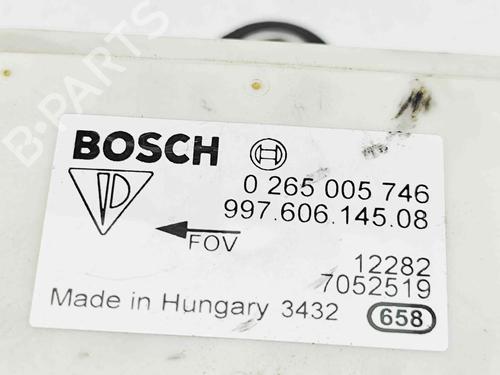 B-PARTS
BOSCH
0 265 005 746
997.606.145.08
FOV
12282
7052519
Made in Hungary 3432 658